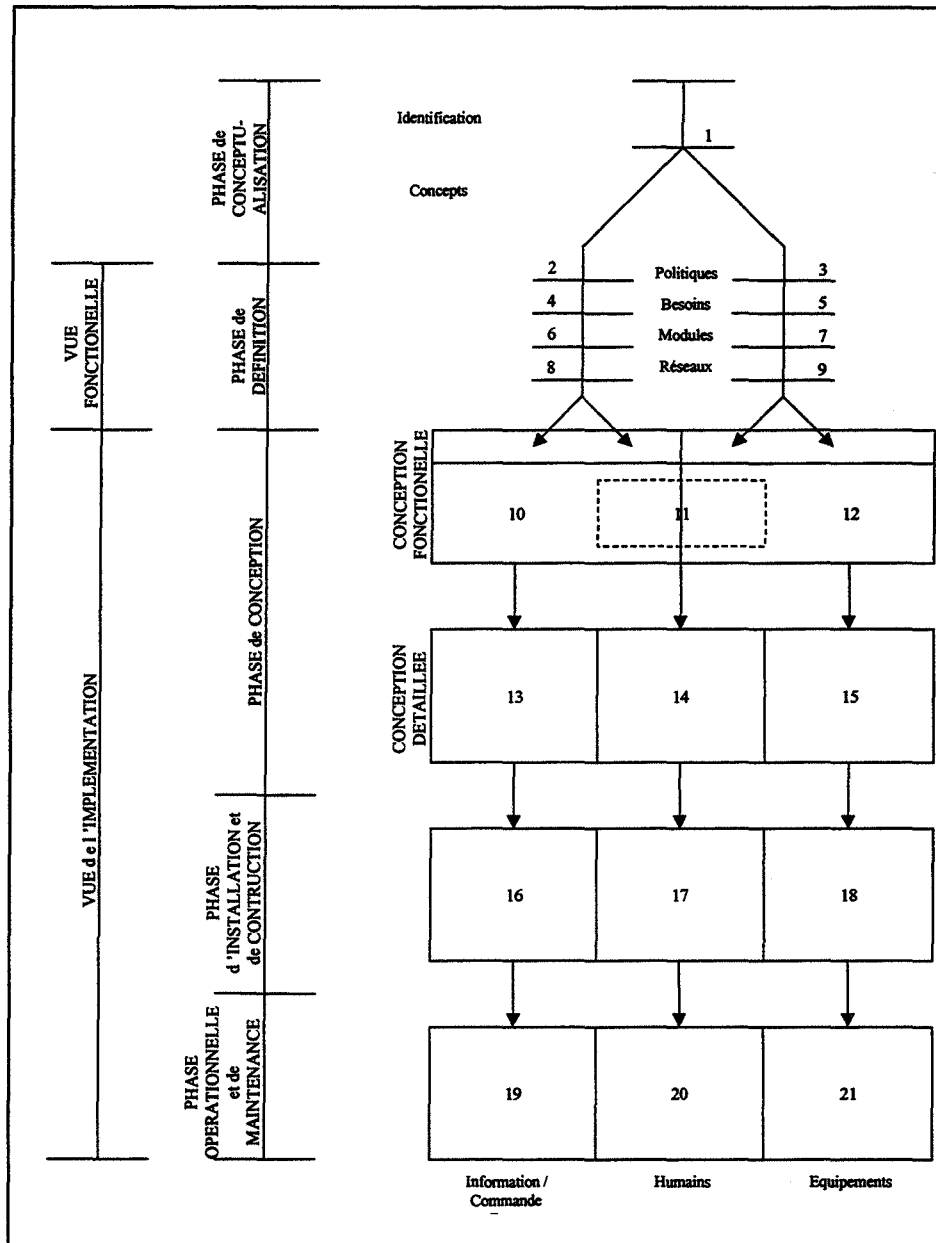 Identification
1
Concepts
PHASE de
CONCEPTU-
ALISATION
2 Politiques 3
4 Besoins 5
6 Modules 7
8 Réseaux 9
VUE
FONCTIONELLE
PHASE de
DEFINITION
CONCEPTION
FONCTIONELLE
10 11 12
PHASE de CONCEPTION
CONCEPTION
DETAILLEE
13 14 15
VUE de l 'IMPLEMENTATION
PHASE
d 'INSTALLATION et
de CONTRUCTION
16 17 18
PHASE
OPERATIONNELLE
et de
MAINTENANCE
19 20 21
Information /
Commande
Humains
Equipements